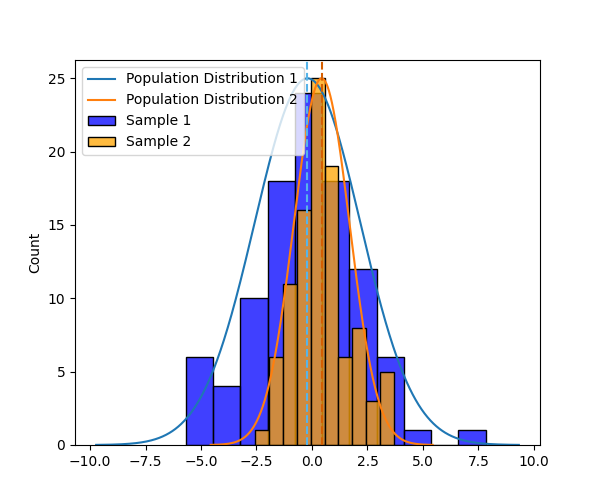 Population Distribution 1
Population Distribution 2
Sample 1
Sample 2
25
20
15
10
5
0
Count
−10.0 −7.5 −5.0 −2.5 0.0 2.5 5.0 7.5 10.0